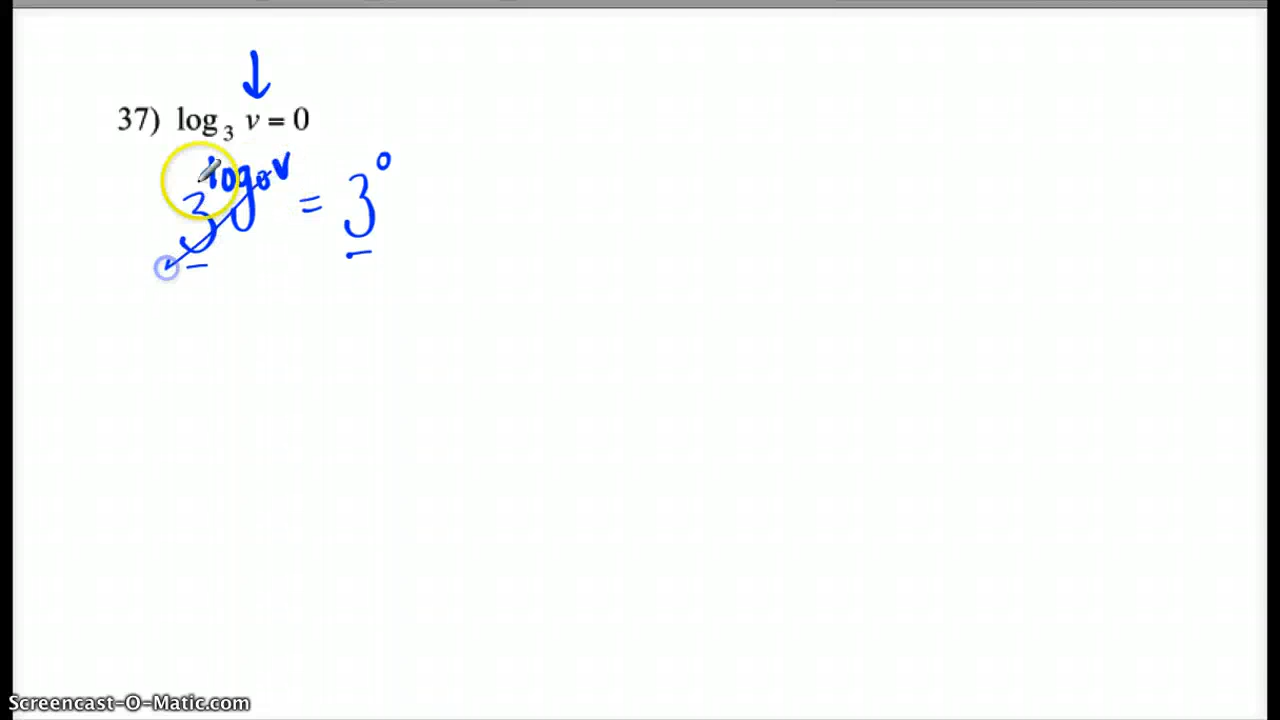 37) log₃ v = 0
3^log₃ v = 3⁰
Screencast-O-Matic.com